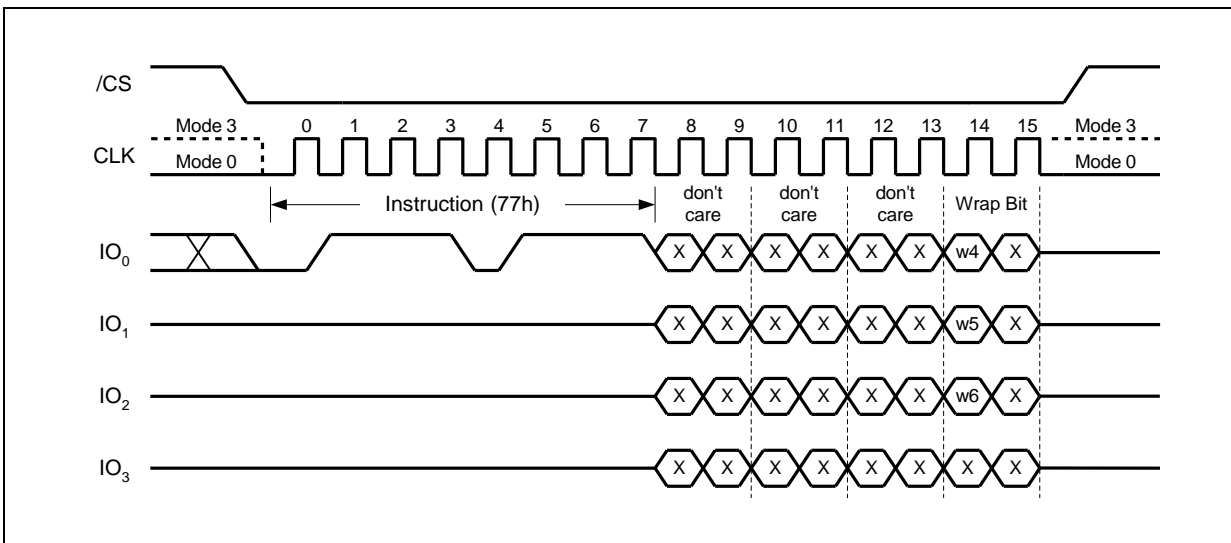 /CS
Mode 3 0 1 2 3 4 5 6 7 8 9 10 11 12 13 14 15 Mode 3
CLK
Mode 0 Mode 0
Instruction (77h) don't care don't care don't care Wrap Bit
IO0 X X X X X X w4 X
IO1 X X X X X X w5 X
IO2 X X X X X X w6 X
IO3 X X X X X X X X